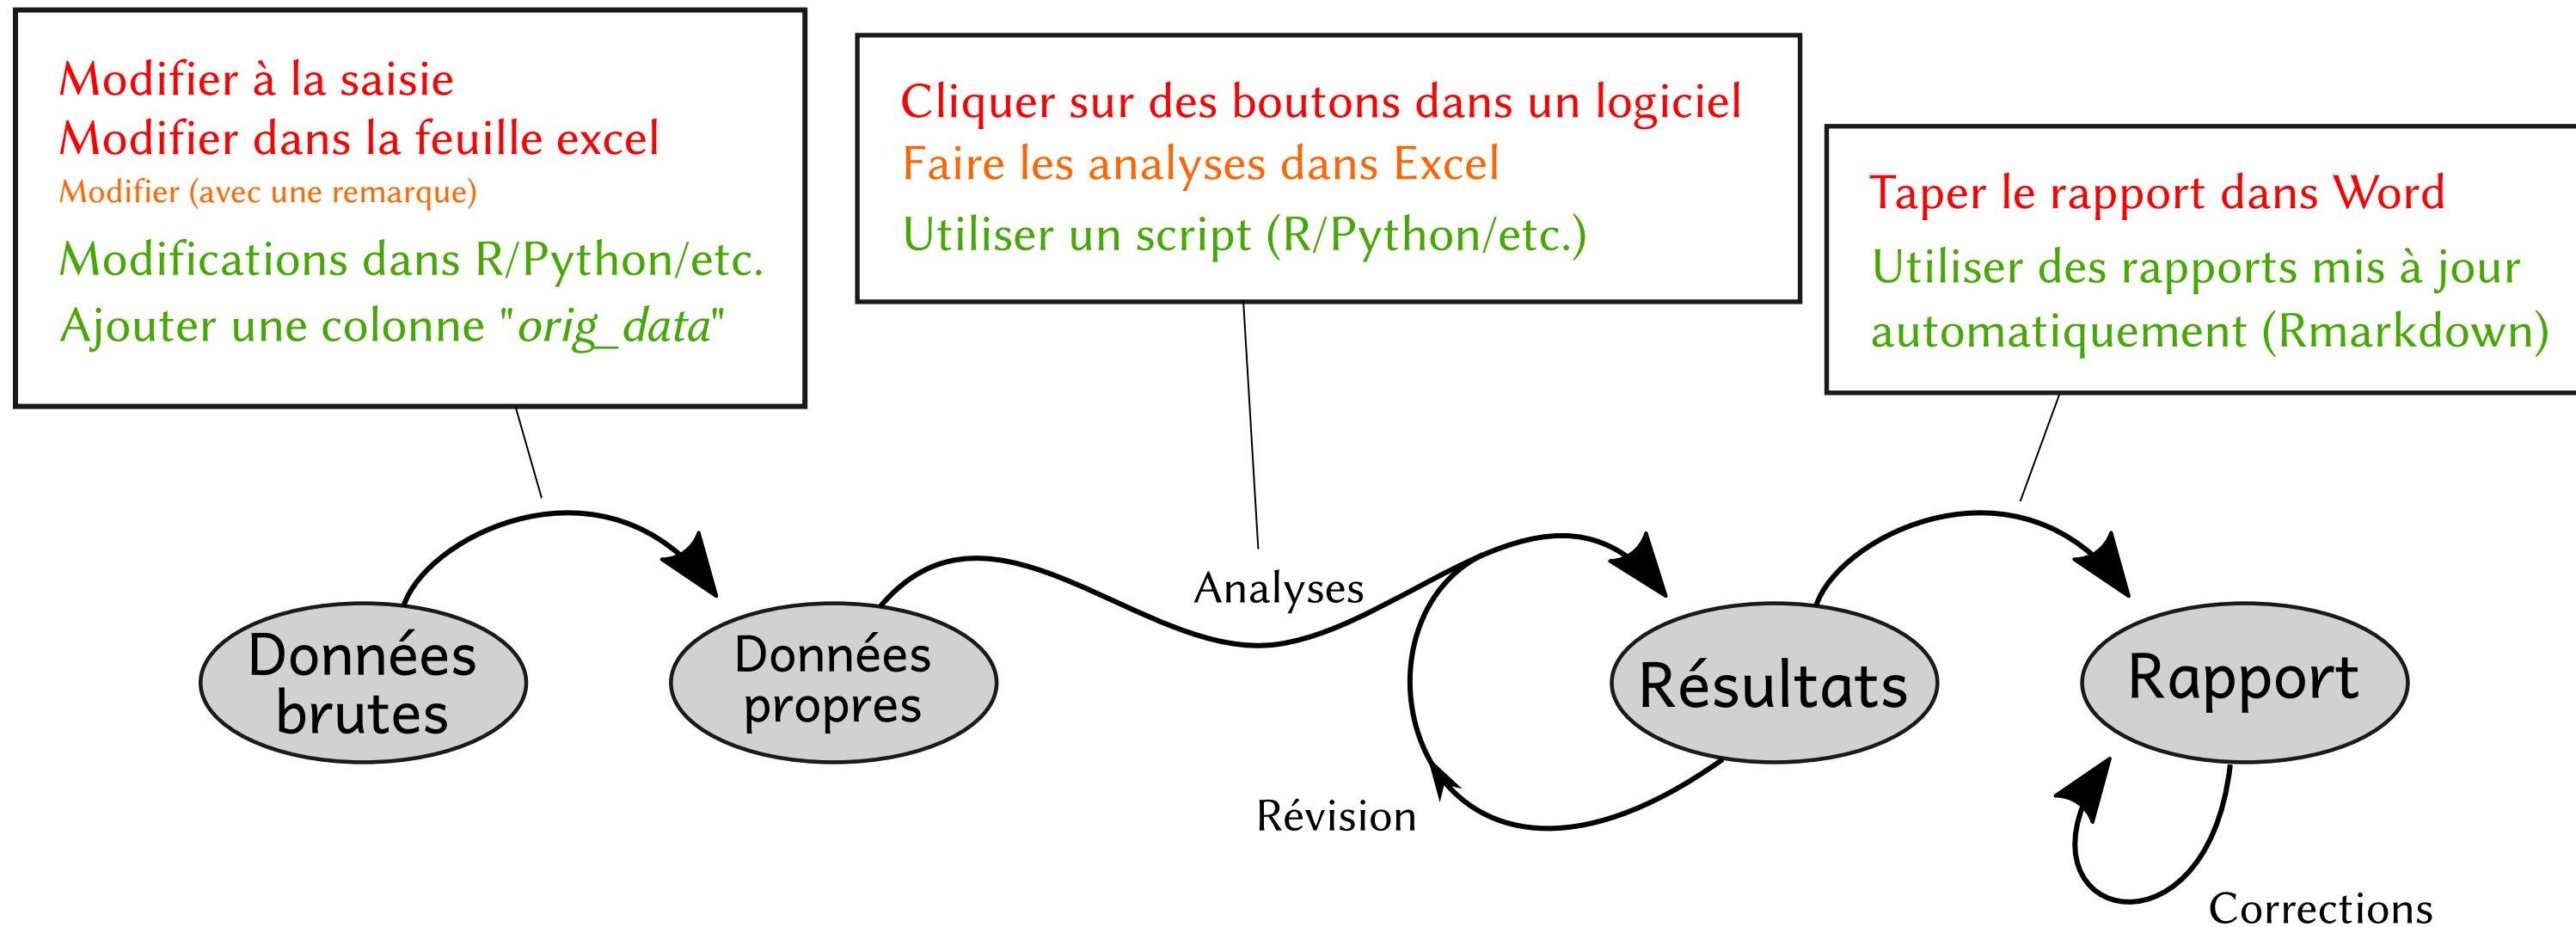 Modifier à la saisie
Modifier dans la feuille excel
Modifier (avec une remarque)
Modifications dans R/Python/etc.
Ajouter une colonne "orig_data"
Cliquer sur des boutons dans un logiciel
Faire les analyses dans Excel
Utiliser un script (R/Python/etc.)
Taper le rapport dans Word
Utiliser des rapports mis à jour
automatiquement (Rmarkdown)
Données
brutes
Données
propres
Analyses
Révision
Résultats
Rapport
Corrections